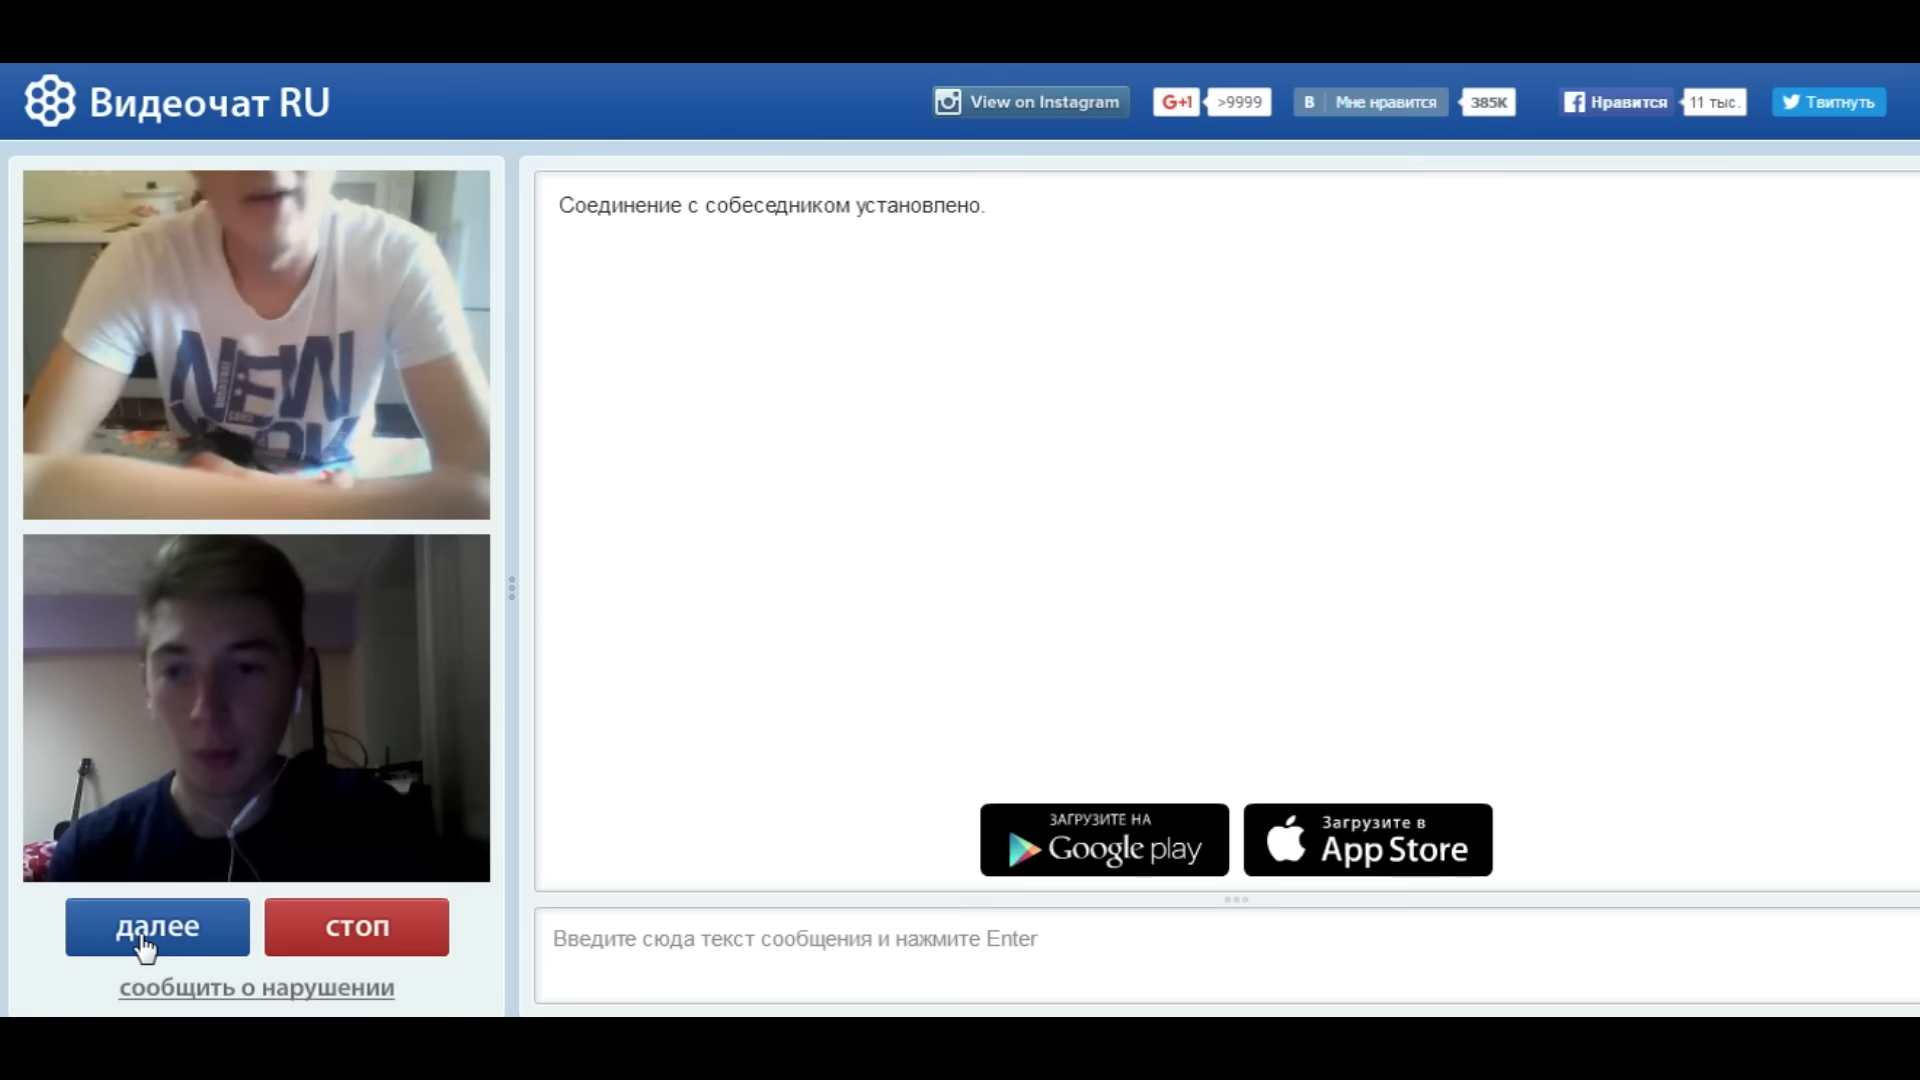 Видеочат RU
View on Instagram
G+1
>9999
В Мне нравится
385K
Нравится
11 тыс.
Твитнуть
NEW
Соединение с собеседником установлено.
ЗАГРУЗИТЕ НА
Google play
Загрузите в
App Store
далее
стоп
сообщить о нарушении
Введите сюда текст сообщения и нажмите Enter